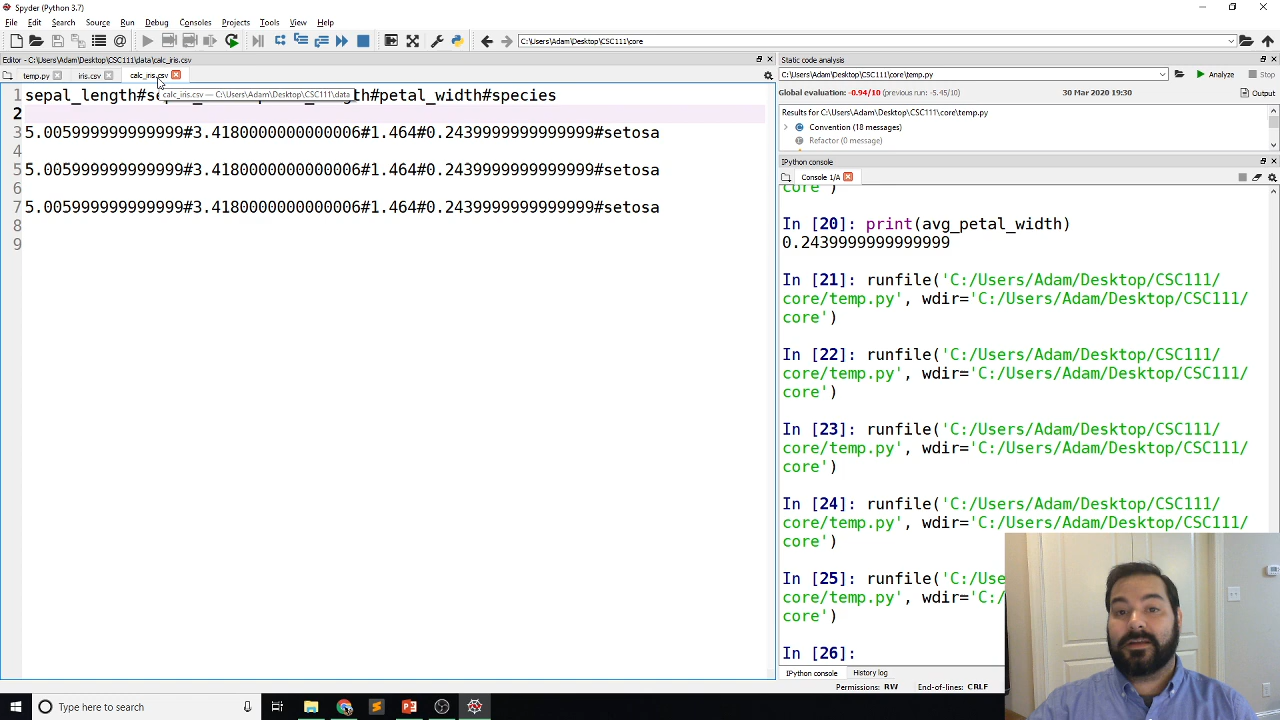 Spyder (Python 3.7)
File Edit Search Source Run Debug Consoles Projects Tools View Help
C:\Users\Adam\Desktop\CSC111\core
Editor - C:\Users\Adam\Desktop\CSC111\data\calc_iris.csv
temp.py iris.csv calc_iris.csv
calc_iris.csv — C:\Users\Adam\Desktop\CSC111\data
1 sepal_length#s h#petal_width#species
2
3 5.005999999999999#3.4180000000000006#1.464#0.2439999999999999#setosa
4
5 5.005999999999999#3.4180000000000006#1.464#0.2439999999999999#setosa
6
7 5.005999999999999#3.4180000000000006#1.464#0.2439999999999999#setosa
8
9
Static code analysis
C:/Users/Adam/Desktop/CSC111/core/temp.py Analyze Stop
Global evaluation: -0.94/10 (previous run: -5.45/10) 30 Mar 2020 19:30 Output
Results for C:\Users\Adam\Desktop\CSC111\core\temp.py
Convention (18 messages)
Refactor (0 message)
IPython console
Console 1/A
core')
In [20]: print(avg_petal_width)
0.2439999999999999
In [21]: runfile('C:/Users/Adam/Desktop/CSC111/
core/temp.py', wdir='C:/Users/Adam/Desktop/CSC111/
core')
In [22]: runfile('C:/Users/Adam/Desktop/CSC111/
core/temp.py', wdir='C:/Users/Adam/Desktop/CSC111/
core')
In [23]: runfile('C:/Users/Adam/Desktop/CSC111/
core/temp.py', wdir='C:/Users/Adam/Desktop/CSC111/
core')
In [24]: runfile('C:/Users/Adam/Desktop/CSC111/
core/temp.py', wdir='C:/Users/Adam/Desktop/CSC111/
core')
In [25]: runfile('C:/Use
core/temp.py', wdir='C:/
core')
In [26]:
IPython console History log
Permissions: RW End-of-lines: CRLF
Type here to search